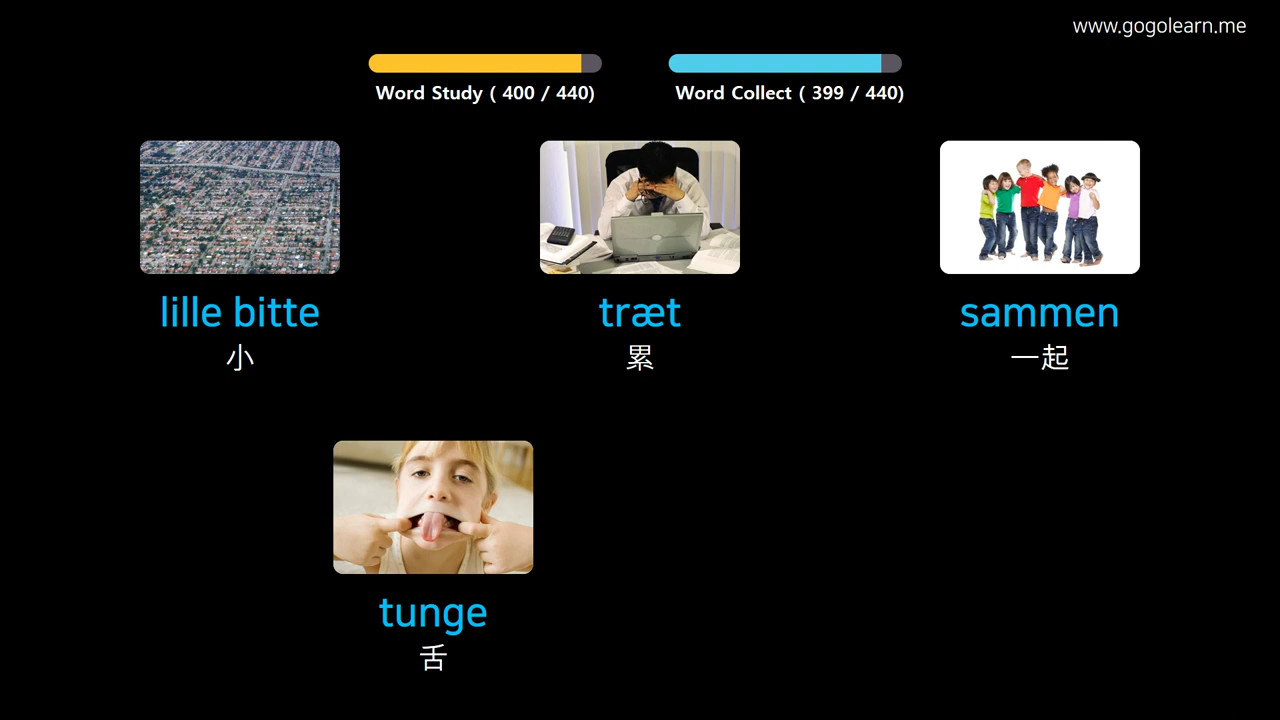 www.gogolearn.me
Word Study ( 400 / 440)
Word Collect ( 399 / 440)
lille bitte
小
træt
累
sammen
一起
tunge
舌